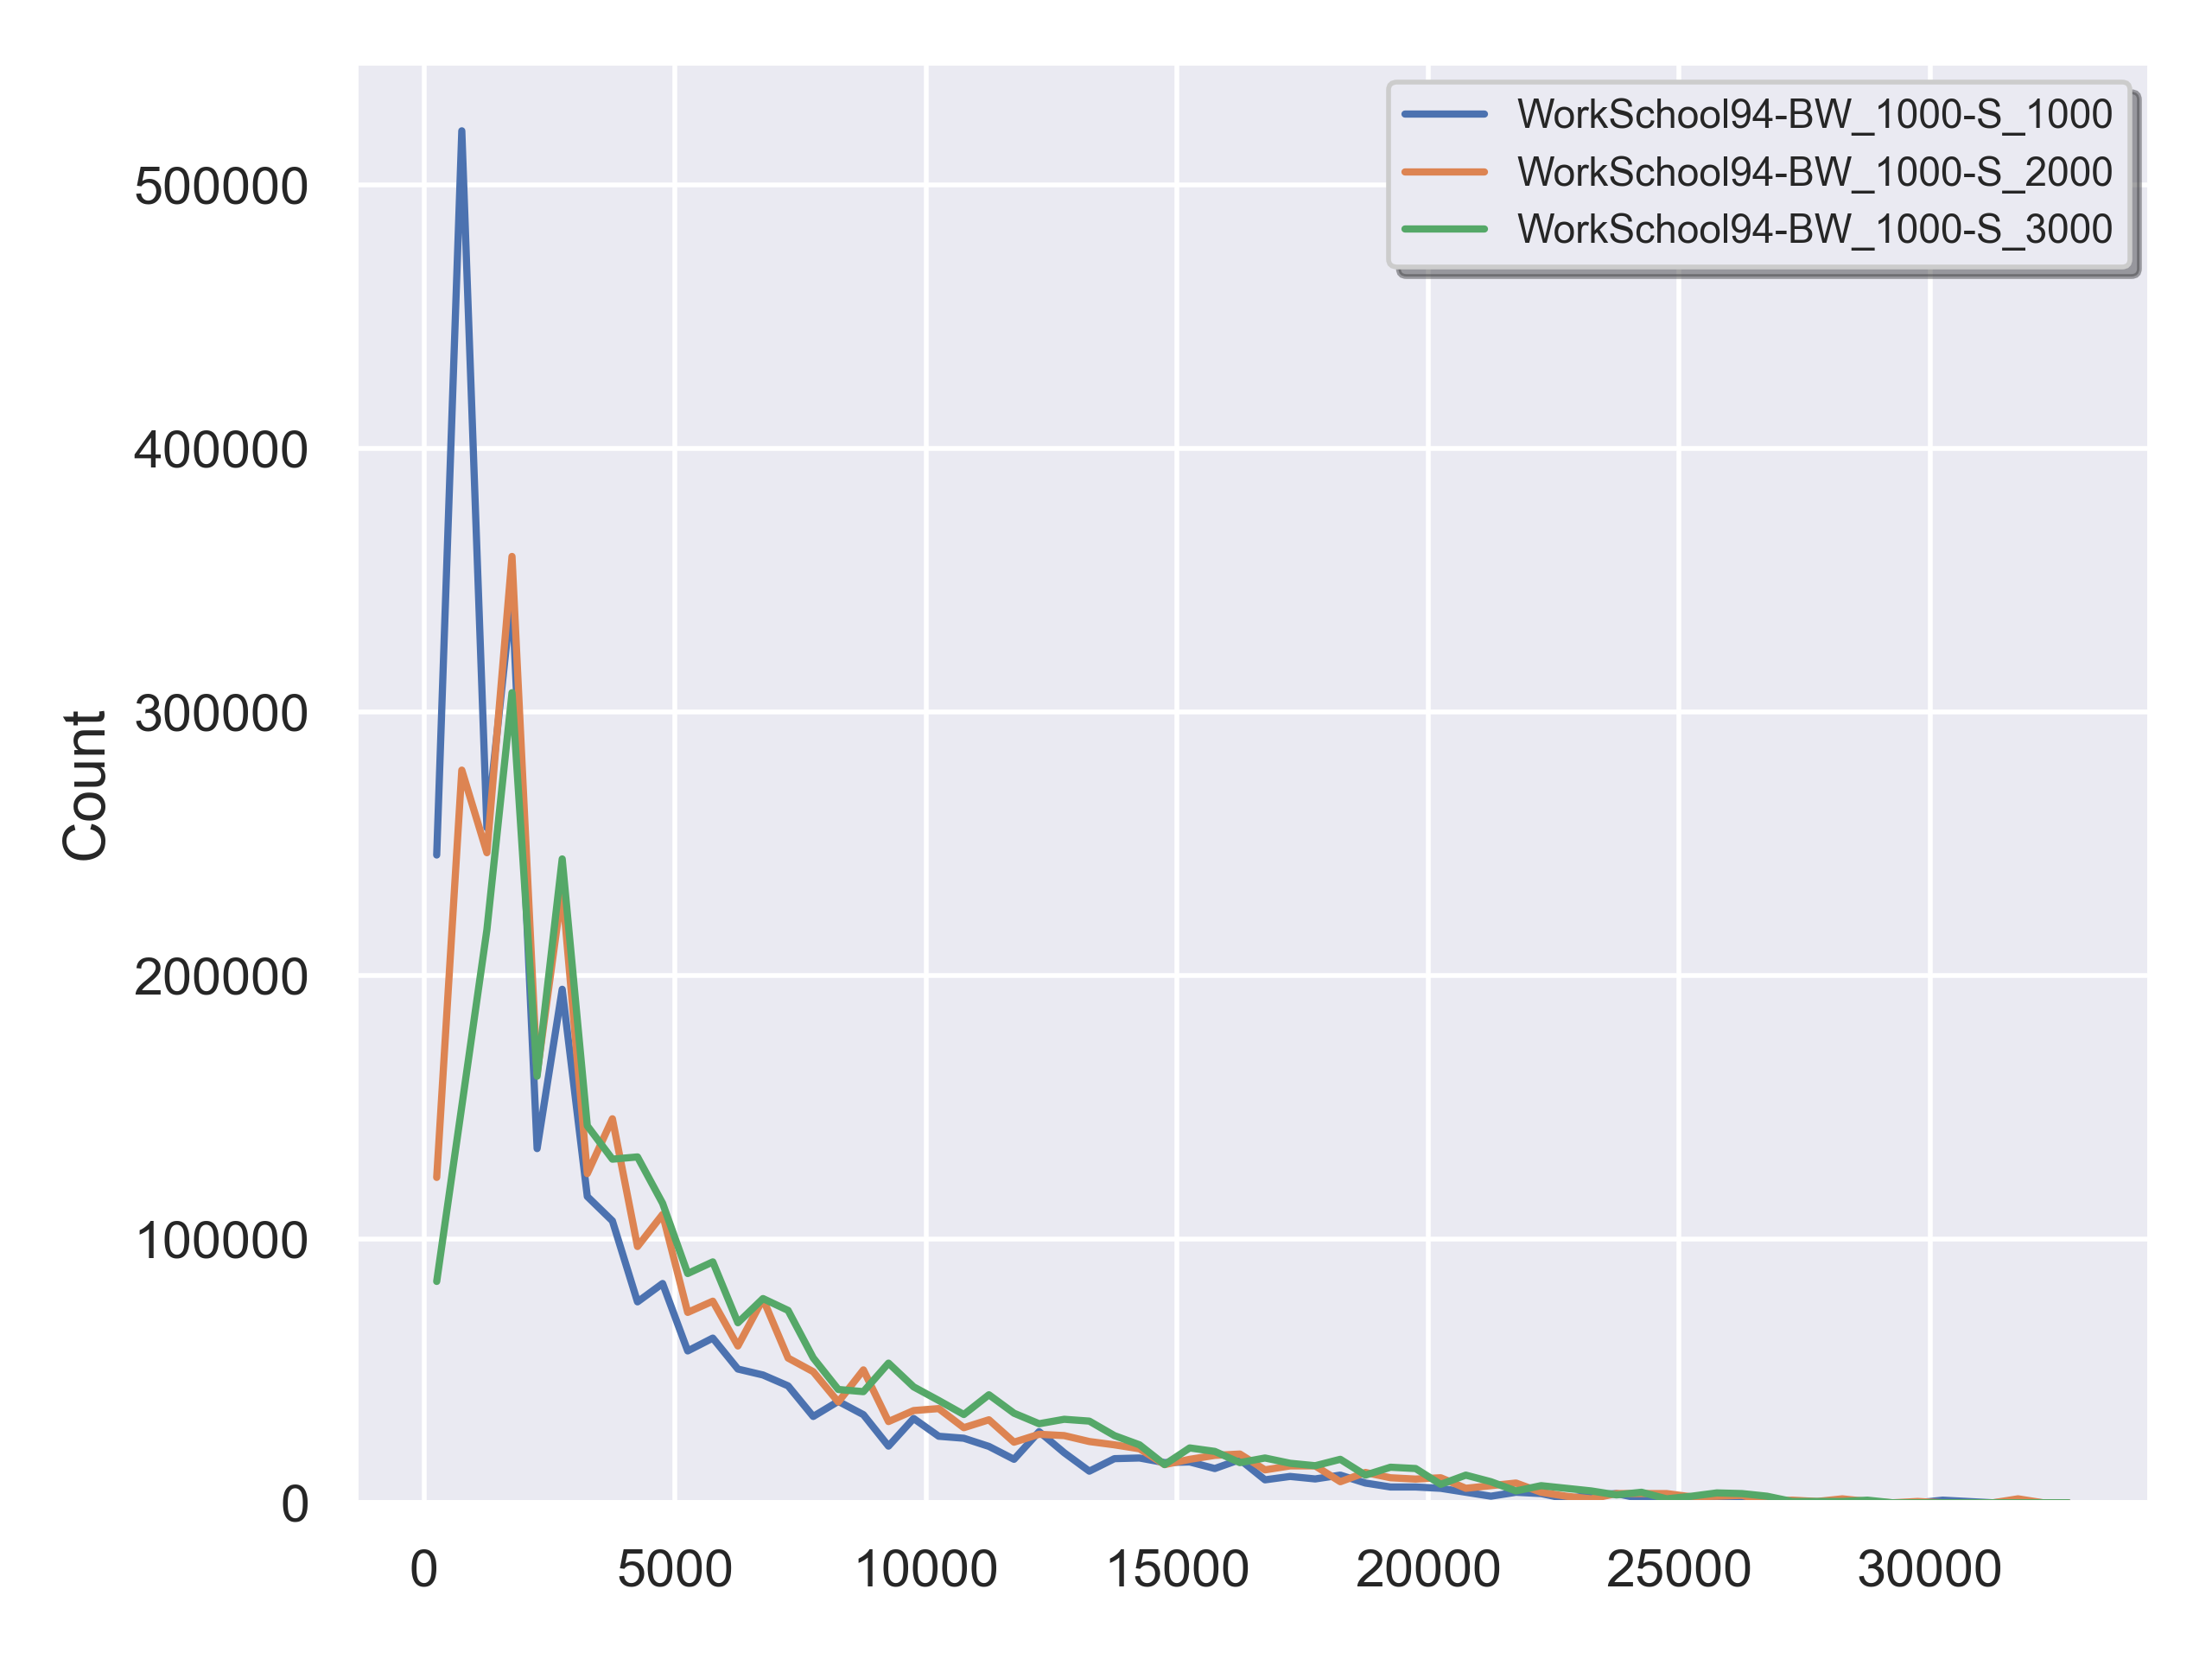 WorkSchool94-BW_1000-S_1000
WorkSchool94-BW_1000-S_2000
WorkSchool94-BW_1000-S_3000
500000
400000
300000
200000
100000
0
Count
0 5000 10000 15000 20000 25000 30000